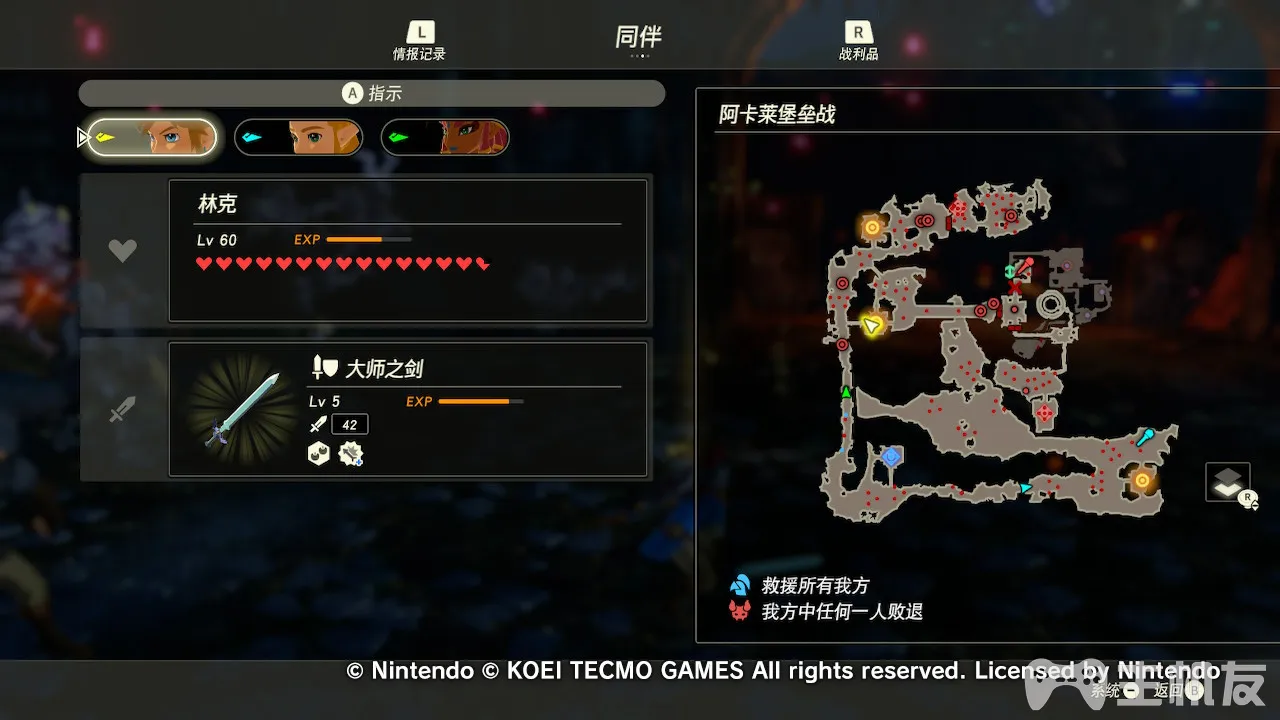 L
情报记录
同伴
R
战利品
A 指示
阿卡莱堡垒战
林克
Lv 60 EXP
大师之剑
Lv 5 EXP
42
R
救援所有我方
我方中任何一人败退
© Nintendo © KOEI TECMO GAMES All rights reserved. Licensed by Nintendo
系统 返回 B
主机友